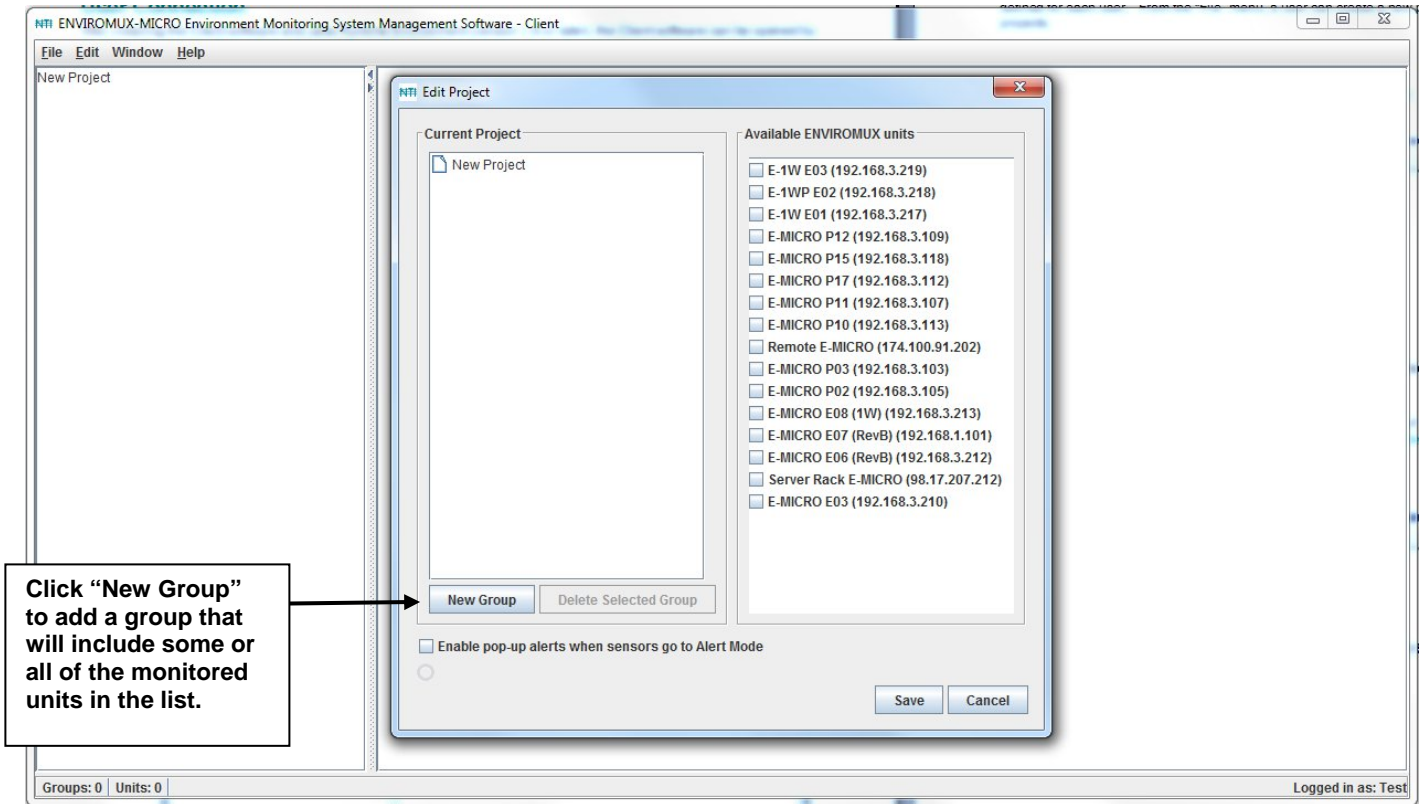 NTI ENVIROMUX-MICRO Environment Monitoring System Management Software - Client
File Edit Window Help
New Project
NTI Edit Project
Current Project
New Project
New Group
Delete Selected Group
Available ENVIROMUX units
E-1W E03 (192.168.3.219)
E-1WP E02 (192.168.3.218)
E-1W E01 (192.168.3.217)
E-MICRO P12 (192.168.3.109)
E-MICRO P15 (192.168.3.118)
E-MICRO P17 (192.168.3.112)
E-MICRO P11 (192.168.3.107)
E-MICRO P10 (192.168.3.113)
Remote E-MICRO (174.100.91.202)
E-MICRO P03 (192.168.3.103)
E-MICRO P02 (192.168.3.105)
E-MICRO E08 (1W) (192.168.3.213)
E-MICRO E07 (RevB) (192.168.1.101)
E-MICRO E06 (RevB) (192.168.3.212)
Server Rack E-MICRO (98.17.207.212)
E-MICRO E03 (192.168.3.210)
Enable pop-up alerts when sensors go to Alert Mode
Save Cancel
Click “New Group”
to add a group that
will include some or
all of the monitored
units in the list.
Groups: 0 Units: 0
Logged in as: Test